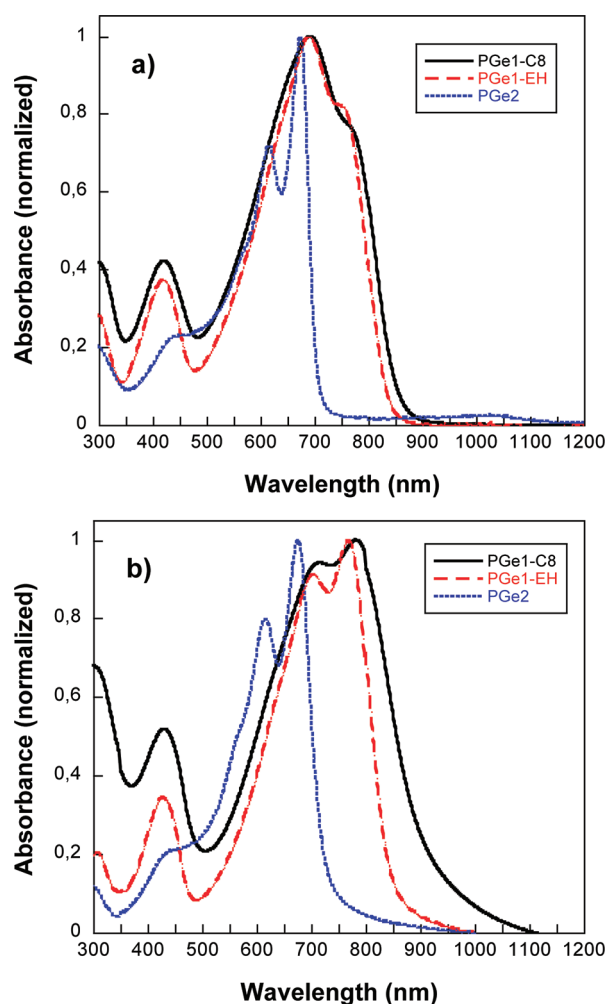 a)
PGe1-C8
PGe1-EH
PGe2
Absorbance (normalized)
1
0,8
0,6
0,4
0,2
0
300 400 500 600 700 800 900 1000 1100 1200
Wavelength (nm)
b)
PGe1-C8
PGe1-EH
PGe2
Absorbance (normalized)
1
0,8
0,6
0,4
0,2
0
300 400 500 600 700 800 900 1000 1100 1200
Wavelength (nm)